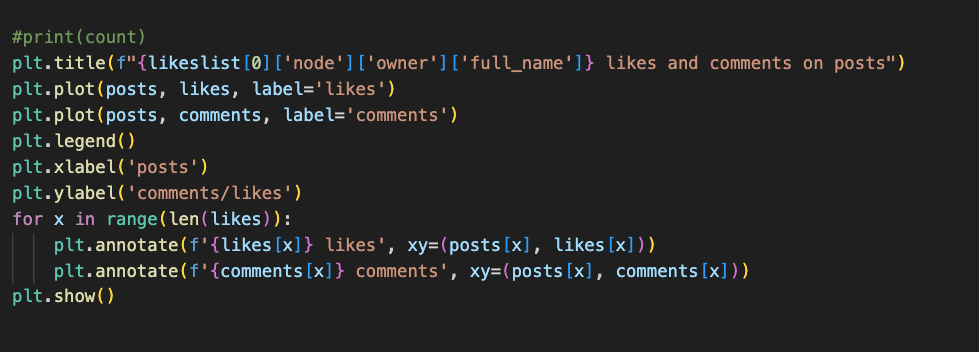 #print(count)
plt.title(f"{likeslist[0]['node']['owner']['full_name']} likes and comments on posts")
plt.plot(posts, likes, label='likes')
plt.plot(posts, comments, label='comments')
plt.legend()
plt.xlabel('posts')
plt.ylabel('comments/likes')
for x in range(len(likes)):
    plt.annotate(f'{likes[x]} likes', xy=(posts[x], likes[x]))
    plt.annotate(f'{comments[x]} comments', xy=(posts[x], comments[x]))
plt.show()